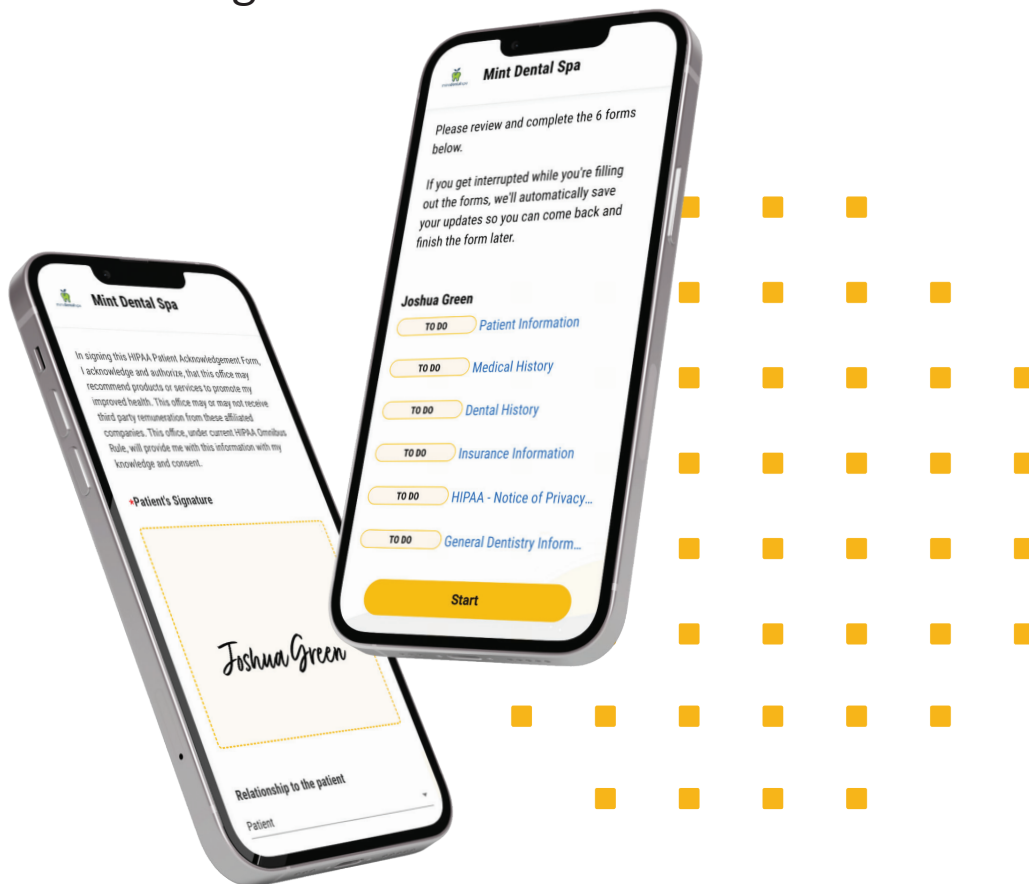 Mint Dental Spa
Please review and complete the 6 forms
below.
If you get interrupted while you're filling
out the forms, we'll automatically save
your updates so you can come back and
finish the form later.
Joshua Green
TO DO Patient Information
TO DO Medical History
TO DO Dental History
TO DO Insurance Information
TO DO HIPAA - Notice of Privacy...
TO DO General Dentistry Inform...
Start
Mint Dental Spa
In signing this HIPAA Patient Acknowledgement Form,
I acknowledge and authorize, that this office may
recommend products or services to promote my
improved health. This office may or may not receive
third party remuneration from these affiliated
companies. This office, under current HIPAA Omnibus
Rule, will provide me with this information with my
knowledge and consent.
*Patient's Signature
Joshua Green
Relationship to the patient
Patient